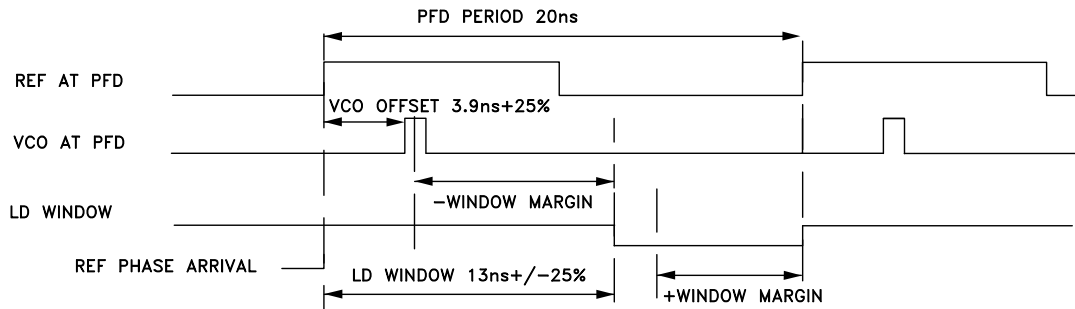 PFD PERIOD 20ns
REF AT PFD
VCO OFFSET 3.9ns+25%
VCO AT PFD
-WINDOW MARGIN
LD WINDOW
REF PHASE ARRIVAL
LD WINDOW 13ns+/-25%
+WINDOW MARGIN